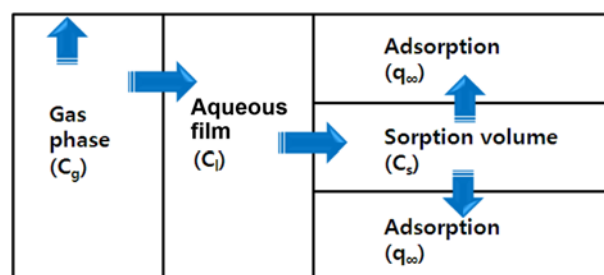 Gas
phase
(Cg)
Aqueous
film
(Cl)
Adsorption
(q∞)
Sorption volume
(Cs)
Adsorption
(q∞)